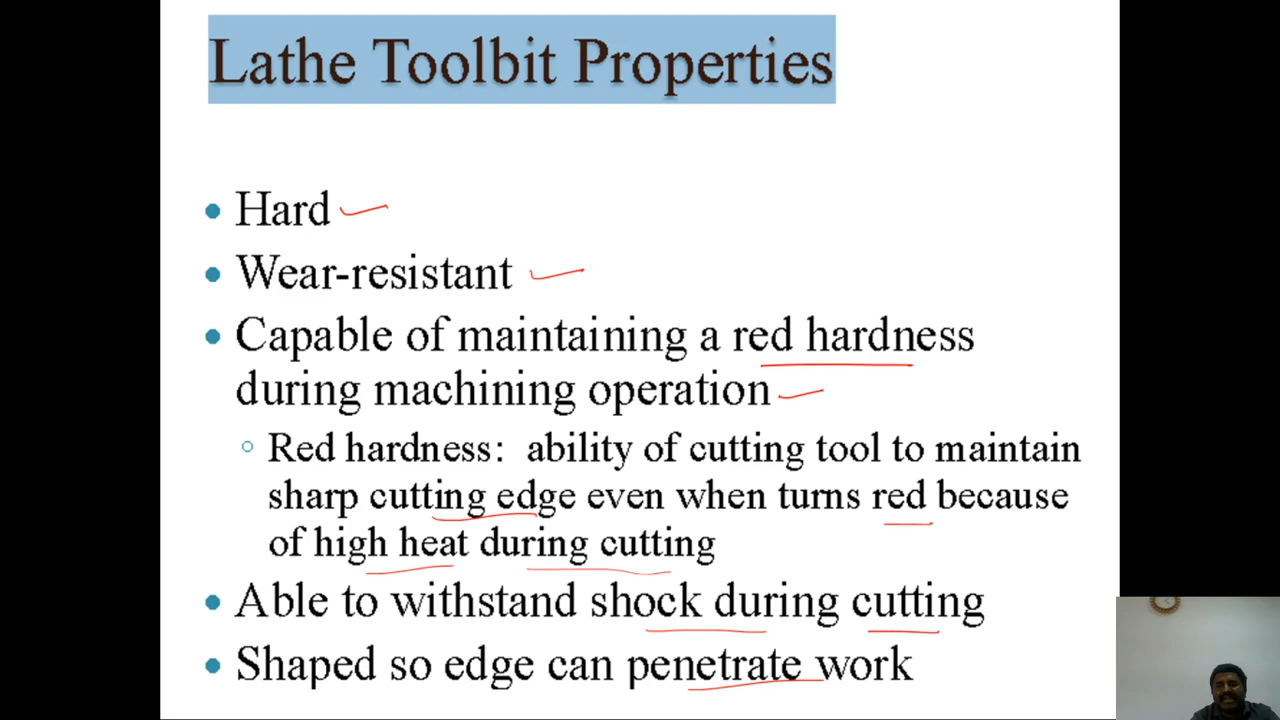 Lathe Toolbit Properties
• Hard
• Wear-resistant
• Capable of maintaining a red hardness
during machining operation
○ Red hardness: ability of cutting tool to maintain
sharp cutting edge even when turns red because
of high heat during cutting
• Able to withstand shock during cutting
• Shaped so edge can penetrate work